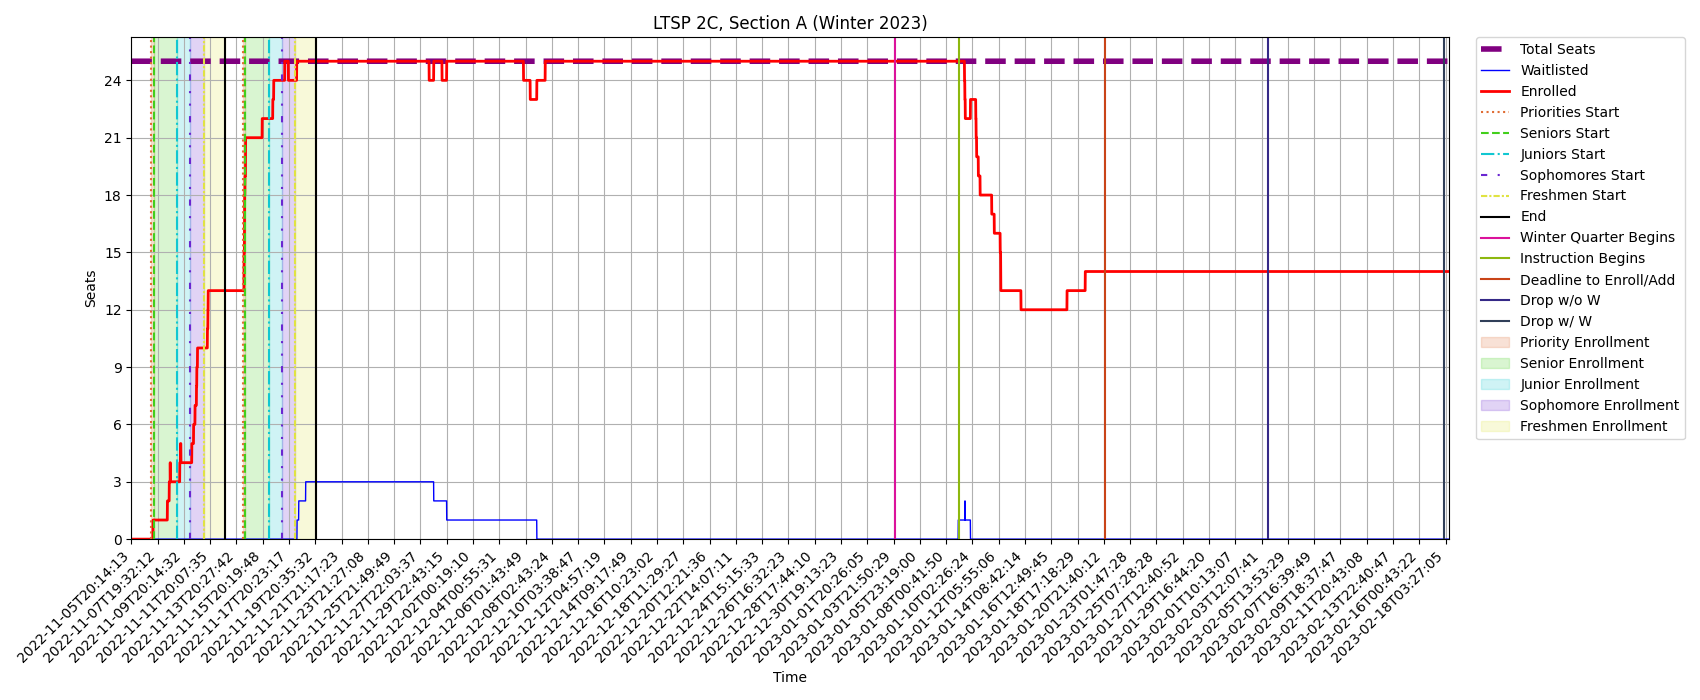 LTSP 2C, Section A (Winter 2023)
Seats
24
21
18
15
12
9
6
3
0
2022-11-05T20:14:13
2022-11-07T19:32:12
2022-11-09T20:14:32
2022-11-11T20:07:35
2022-11-13T20:27:42
2022-11-15T20:19:48
2022-11-17T20:23:17
2022-11-19T20:35:32
2022-11-21T21:17:23
2022-11-23T21:27:08
2022-11-25T21:49:49
2022-11-27T22:03:37
2022-11-29T22:43:15
2022-12-02T00:19:10
2022-12-04T00:55:31
2022-12-06T01:43:49
2022-12-08T02:43:24
2022-12-10T03:38:47
2022-12-12T04:57:19
2022-12-14T09:17:49
2022-12-16T10:23:02
2022-12-18T11:29:27
2022-12-20T12:21:36
2022-12-22T14:07:11
2022-12-24T15:15:33
2022-12-26T16:32:23
2022-12-28T17:44:10
2022-12-30T19:13:23
2023-01-01T20:26:05
2023-01-03T21:50:29
2023-01-05T23:19:00
2023-01-08T00:41:50
2023-01-10T02:26:24
2023-01-12T05:55:06
2023-01-14T08:42:14
2023-01-16T12:49:45
2023-01-18T17:18:29
2023-01-20T21:40:12
2023-01-23T01:47:28
2023-01-25T07:28:28
2023-01-27T12:40:52
2023-01-29T16:44:20
2023-02-01T10:13:07
2023-02-03T12:07:41
2023-02-05T13:53:29
2023-02-07T16:39:49
2023-02-09T18:37:47
2023-02-11T20:43:08
2023-02-13T22:40:47
2023-02-16T00:43:22
2023-02-18T03:27:05
Time
Total Seats
Waitlisted
Enrolled
Priorities Start
Seniors Start
Juniors Start
Sophomores Start
Freshmen Start
End
Winter Quarter Begins
Instruction Begins
Deadline to Enroll/Add
Drop w/o W
Drop w/ W
Priority Enrollment
Senior Enrollment
Junior Enrollment
Sophomore Enrollment
Freshmen Enrollment